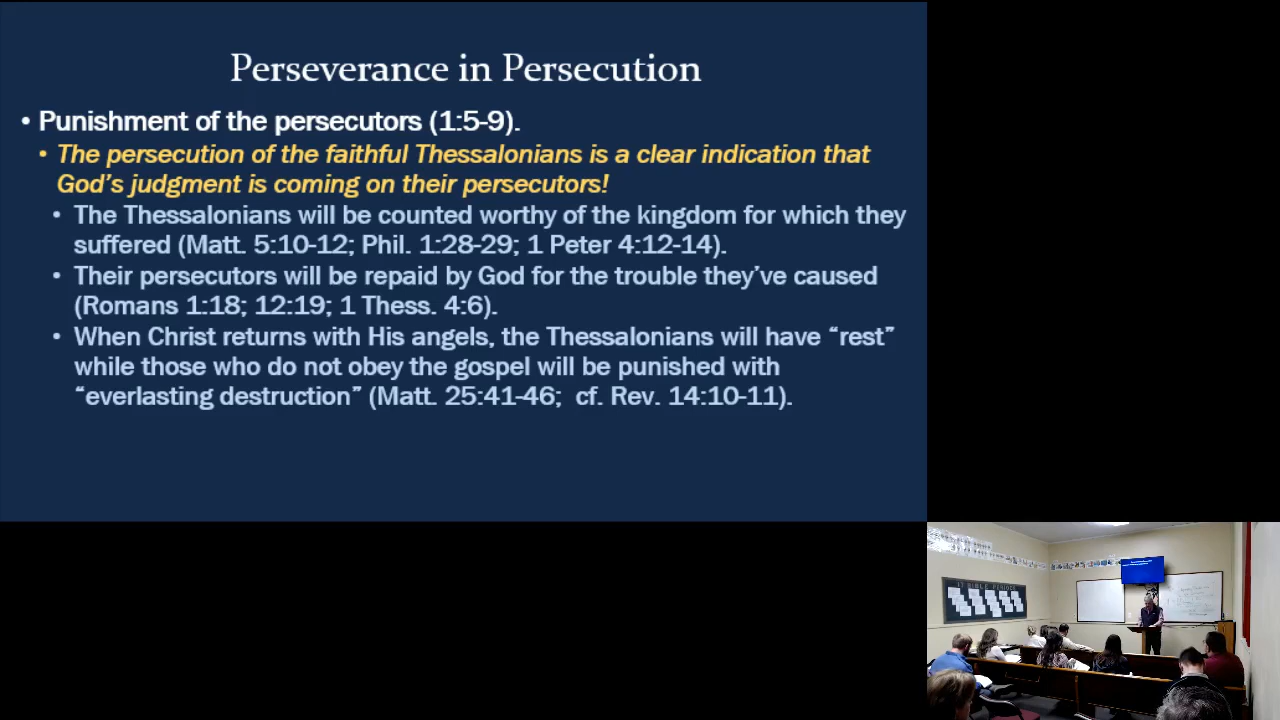 Perseverance in Persecution
• Punishment of the persecutors (1:5-9).
• The persecution of the faithful Thessalonians is a clear indication that
God's judgment is coming on their persecutors!
• The Thessalonians will be counted worthy of the kingdom for which they
suffered (Matt. 5:10-12; Phil. 1:28-29; 1 Peter 4:12-14).
• Their persecutors will be repaid by God for the trouble they've caused
(Romans 1:18; 12:19; 1 Thess. 4:6).
• When Christ returns with His angels, the Thessalonians will have “rest”
while those who do not obey the gospel will be punished with
“everlasting destruction” (Matt. 25:41-46;  cf. Rev. 14:10-11).
BIBLE PERIODS